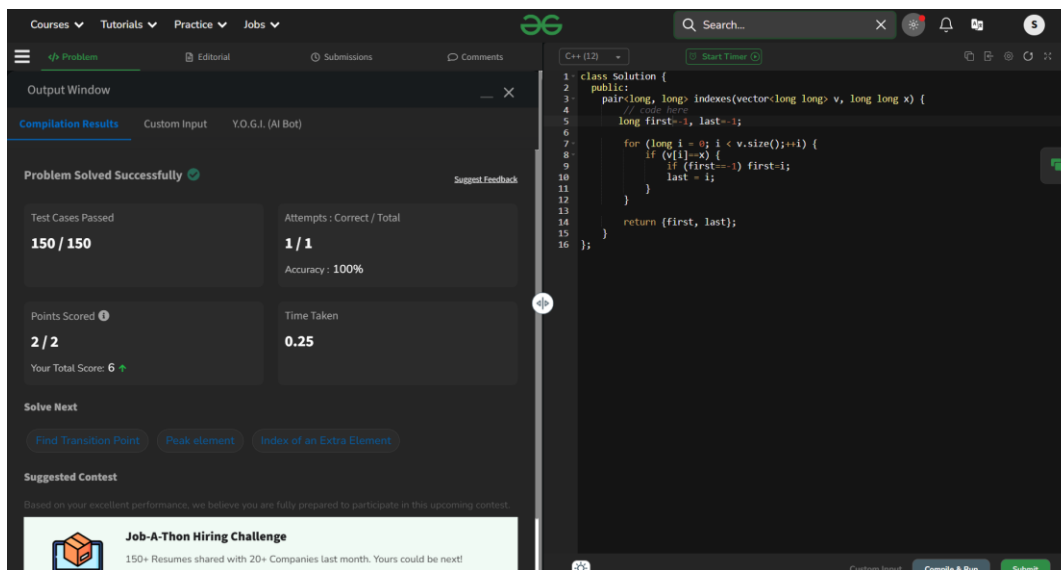 Courses Tutorials Practice Jobs Search... S
</> Problem Editorial Submissions Comments C++ (12) Start Timer
Output Window
Compilation Results Custom Input Y.O.G.I. (AI Bot)
Problem Solved Successfully Suggest Feedback
Test Cases Passed
150 / 150
Attempts : Correct / Total
1 / 1
Accuracy : 100%
Points Scored
2 / 2
Your Total Score: 6
Time Taken
0.25
Solve Next
Find Transition Point Peak element Index of an Extra Element
Suggested Contest
Based on your excellent performance, we believe you are fully prepared to participate in this upcoming contest.
Job-A-Thon Hiring Challenge
150+ Resumes shared with 20+ Companies last month. Yours could be next!
1 class Solution {
2 public:
3 pair<long, long> indexes(vector<long long> v, long long x) {
4 // code here
5 long first=-1, last=-1;
6
7 for (long i = 0; i < v.size();++i) {
8 if (v[i]==x) {
9 if (first==-1) first=i;
10 last = i;
11 }
12 }
13
14 return {first, last};
15 }
16 };
Custom Input Compile & Run Submit